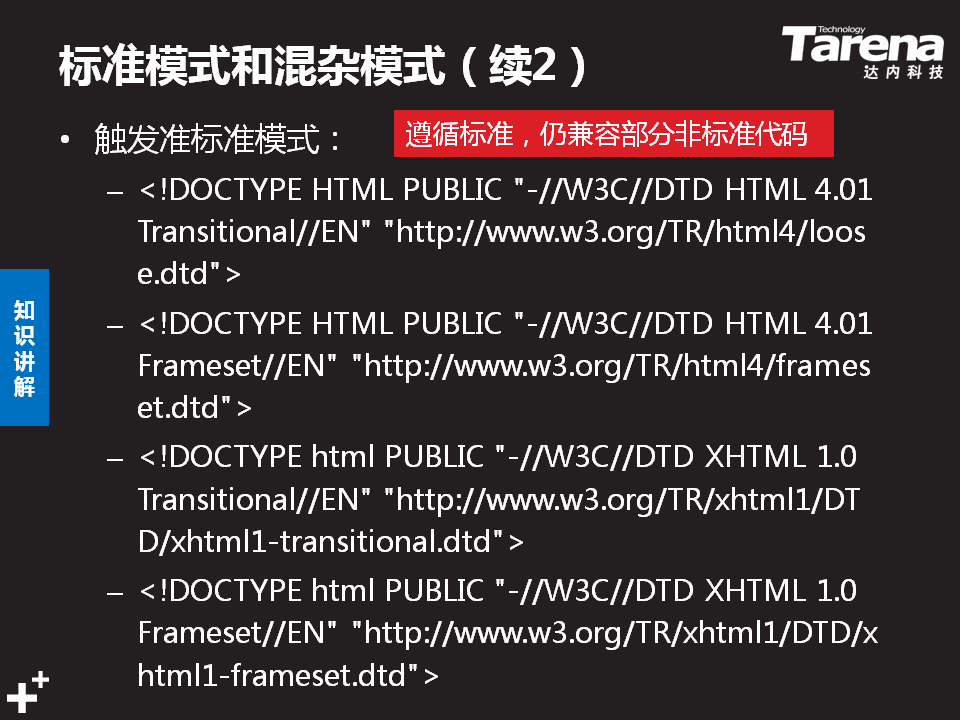 标准模式和混杂模式（续2）
Technology
Tarena
达内科技
• 触发准标准模式：
遵循标准，仍兼容部分非标准代码
– <!DOCTYPE HTML PUBLIC "-//W3C//DTD HTML 4.01
Transitional//EN" "http://www.w3.org/TR/html4/loos
e.dtd">
– <!DOCTYPE HTML PUBLIC "-//W3C//DTD HTML 4.01
Frameset//EN" "http://www.w3.org/TR/html4/frames
et.dtd">
– <!DOCTYPE html PUBLIC "-//W3C//DTD XHTML 1.0
Transitional//EN" "http://www.w3.org/TR/xhtml1/DT
D/xhtml1-transitional.dtd">
– <!DOCTYPE html PUBLIC "-//W3C//DTD XHTML 1.0
Frameset//EN" "http://www.w3.org/TR/xhtml1/DTD/x
html1-frameset.dtd">
知识讲解